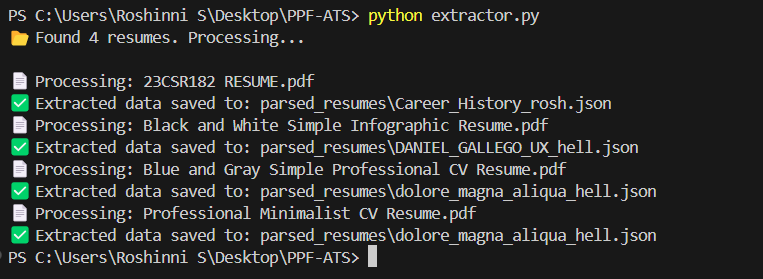 PS C:\Users\Roshinni S\Desktop\PPF-ATS> python extractor.py
📂 Found 4 resumes. Processing...
📄 Processing: 23CSR182 RESUME.pdf
✅ Extracted data saved to: parsed_resumes\Career_History_rosh.json
📄 Processing: Black and White Simple Infographic Resume.pdf
✅ Extracted data saved to: parsed_resumes\DANIEL_GALLEGO_UX_hell.json
📄 Processing: Blue and Gray Simple Professional CV Resume.pdf
✅ Extracted data saved to: parsed_resumes\dolore_magna_aliqua_hell.json
📄 Processing: Professional Minimalist CV Resume.pdf
✅ Extracted data saved to: parsed_resumes\dolore_magna_aliqua_hell.json
PS C:\Users\Roshinni S\Desktop\PPF-ATS>